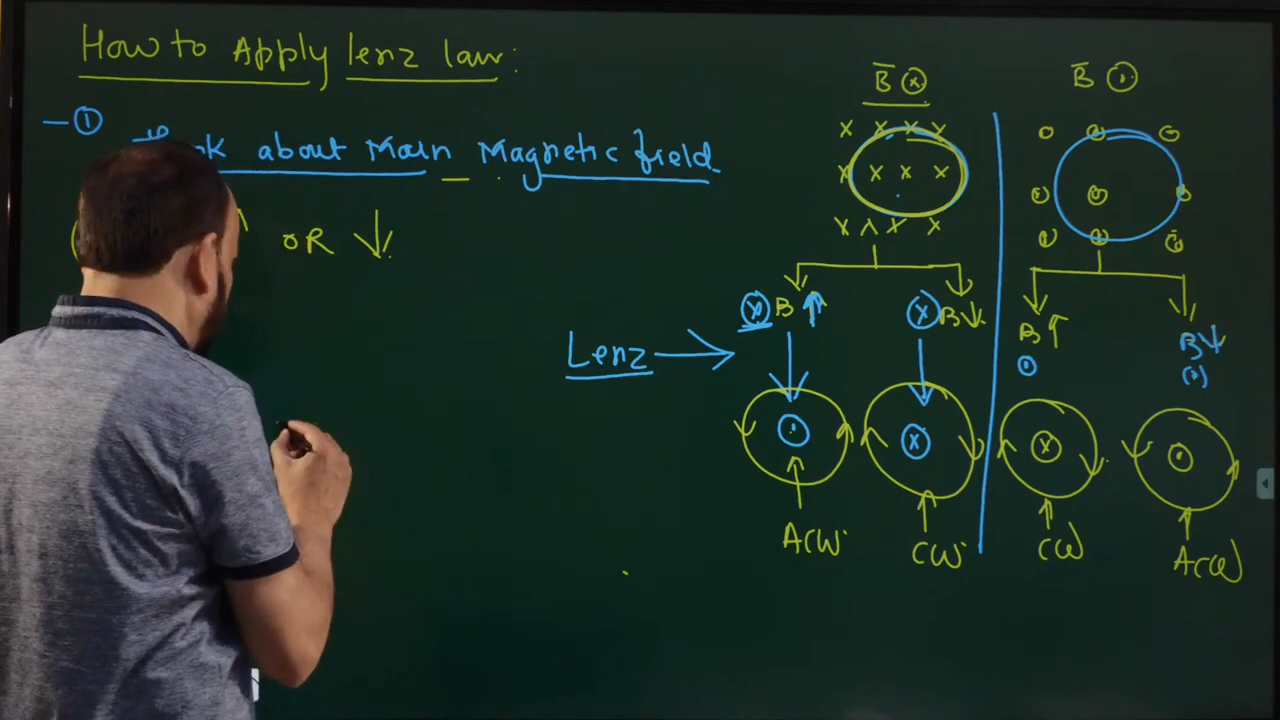 How to Apply lenz law:
– ① about Main Magnetic field
OR ↓
B̄ ⊗
x x x x
x x x x
x x x
B ↑
⊗ B ↓
Lenz →
⊙
⊗
ACW
CW
B̄ ⊙
⊙ ⊙ ⊙
⊙ ⊙ ⊙
⊙ ⊙ ⊙
B ↑
⊙
B ↓
⊙
⊗
⊙
CW
ACW